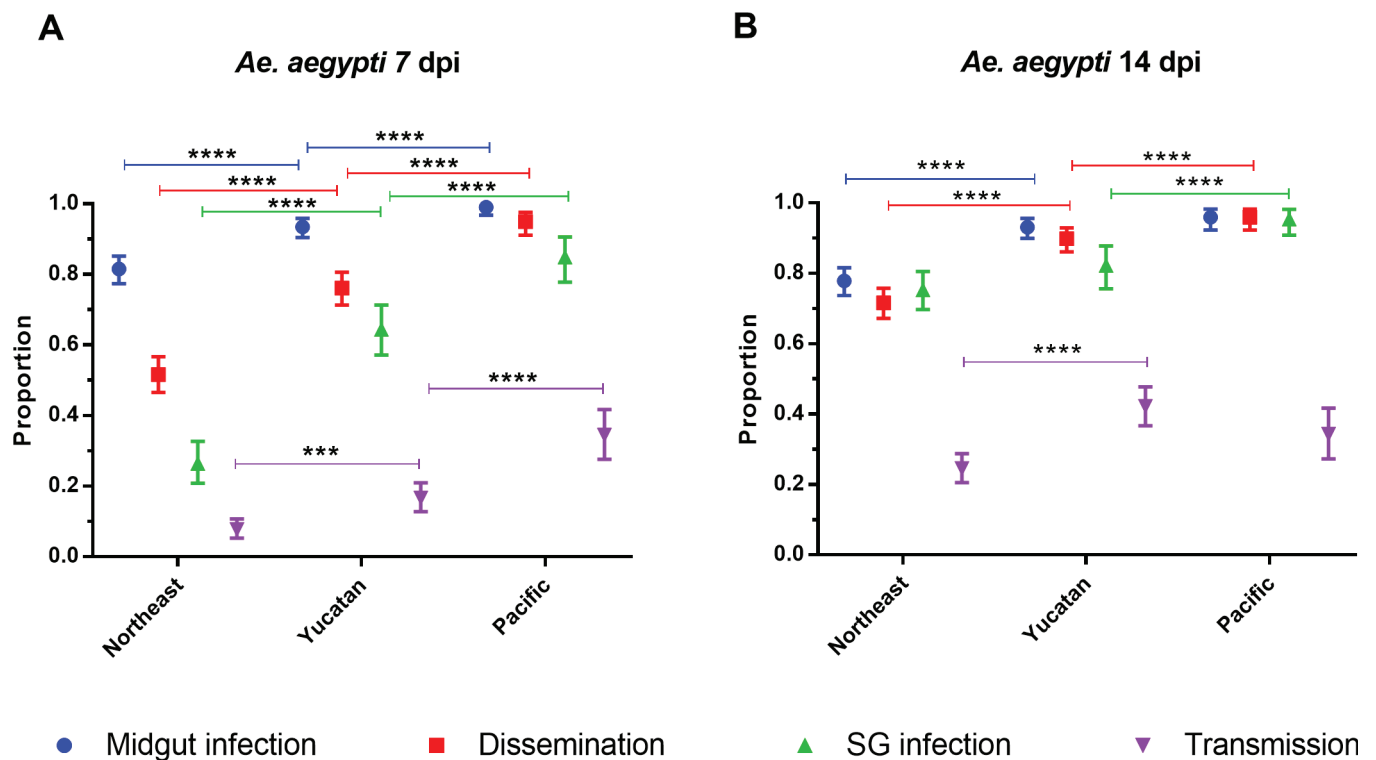 A
Ae. aegypti 7 dpi
****
****
****
****
****
****
***
****
Proportion
1.0
0.8
0.6
0.4
0.2
0.0
Northeast
Yucatan
Pacific
B
Ae. aegypti 14 dpi
****
****
****
****
****
Proportion
1.0
0.8
0.6
0.4
0.2
0.0
Northeast
Yucatan
Pacific
Midgut infection
Dissemination
SG infection
Transmission